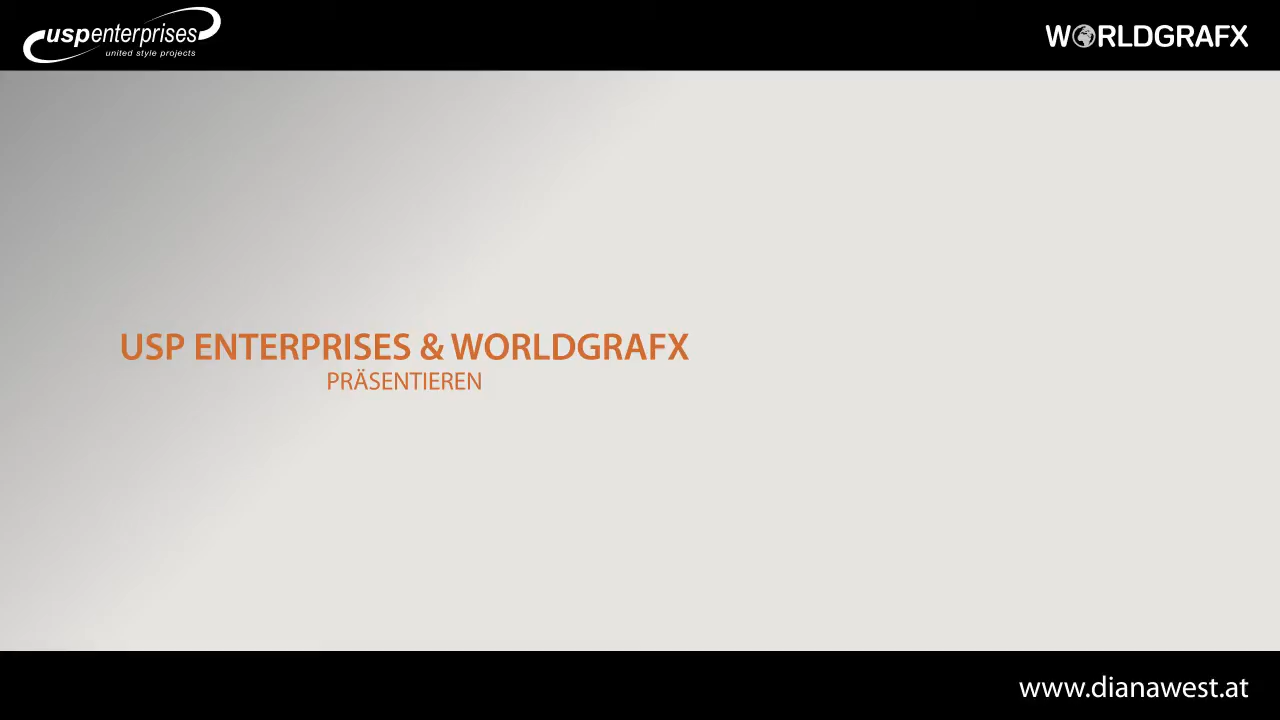 uspenterprises
united style projects
WORLDGRAFX
USP ENTERPRISES & WORLDGRAFX
PRÄSENTIEREN
www.dianawest.at